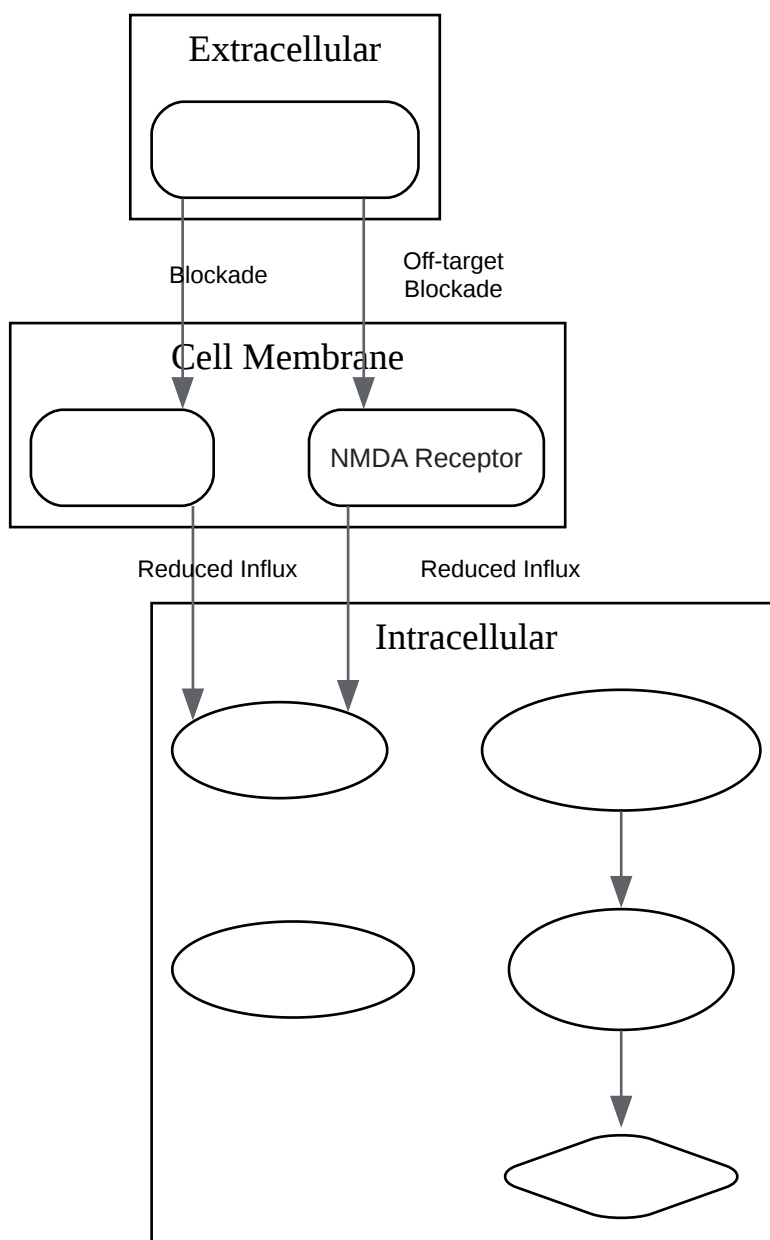 Extracellular
Blockade
Off-target
Blockade
Cell Membrane
NMDA Receptor
Reduced Influx
Reduced Influx
Intracellular